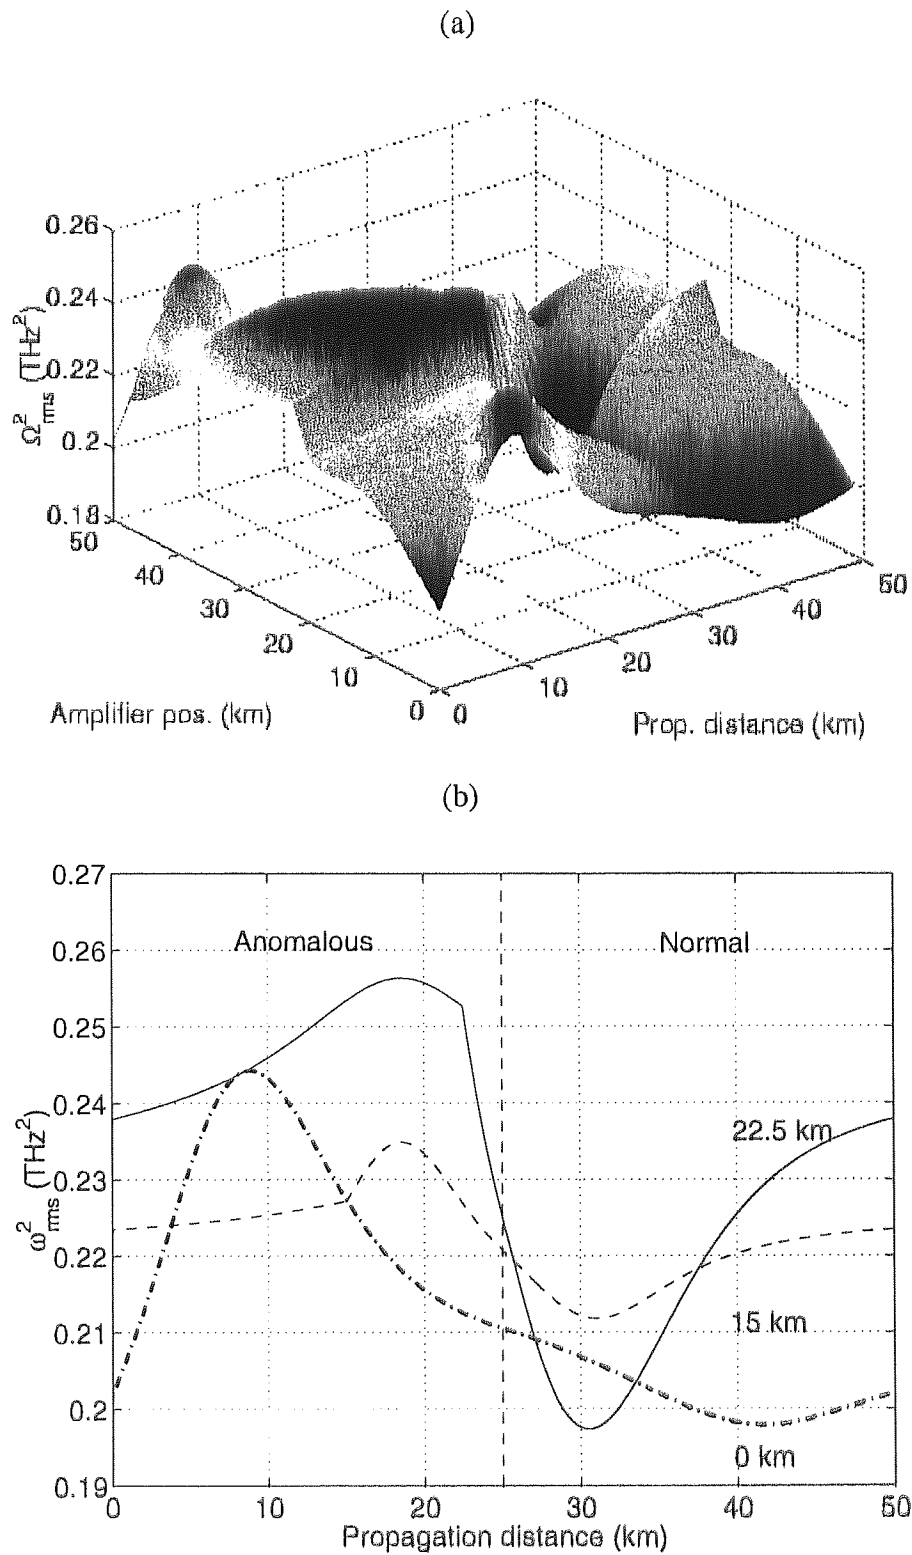 (a)
0.26
0.24
0.22
0.2
0.18
Ω²rms (THz²)
50
40
30
20
10
0
Amplifier pos. (km)
0
10
20
30
40
50
Prop. distance (km)
(b)
0.27
0.26
0.25
0.24
0.23
0.22
0.21
0.2
0.19
ω²rms (THz²)
Anomalous
Normal
22.5 km
15 km
0 km
0
10
20
30
40
50
Propagation distance (km)